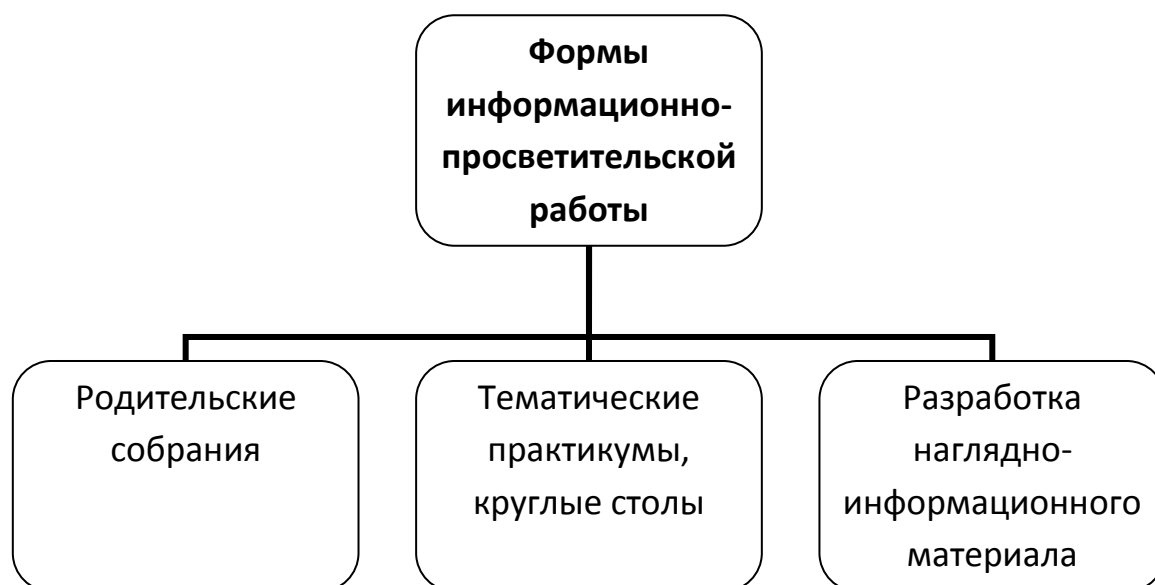 Формы
информационно-
просветительской
работы
Родительские
собрания
Тематические
практикумы,
круглые столы
Разработка
наглядно-
информационного
материала